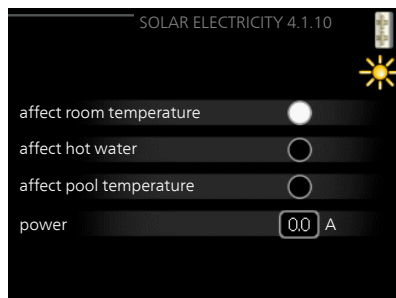 SOLAR ELECTRICITY 4.1.10
affect room temperature
affect hot water
affect pool temperature
power 0.0 A